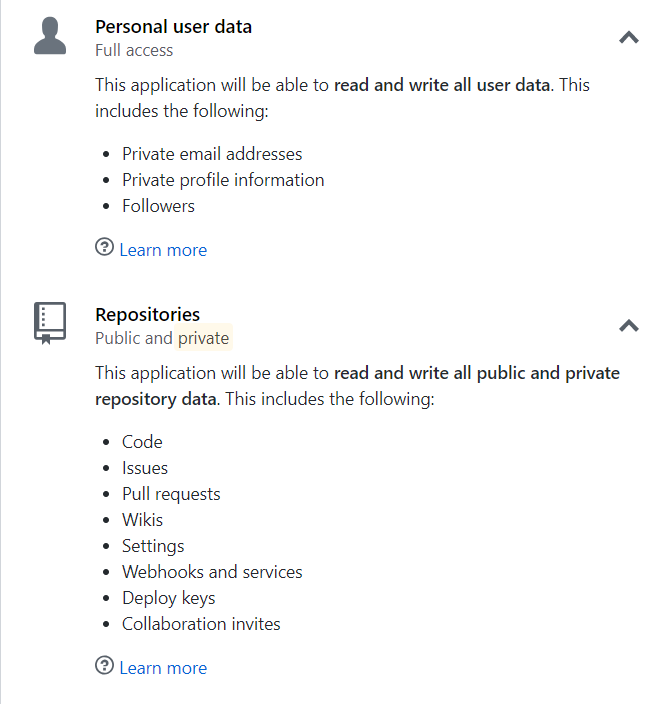 Personal user data
Full access
This application will be able to read and write all user data. This
includes the following:
Private email addresses
Private profile information
Followers
Learn more
Repositories
Public and private
This application will be able to read and write all public and private
repository data. This includes the following:
Code
Issues
Pull requests
Wikis
Settings
Webhooks and services
Deploy keys
Collaboration invites
Learn more